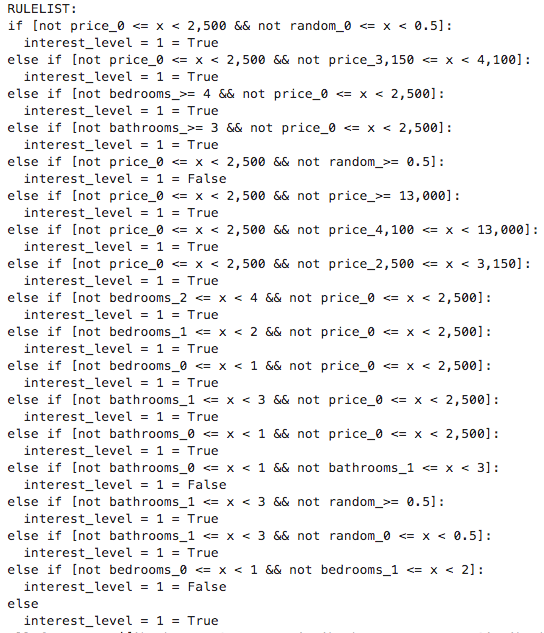 RULELIST:
if [not price_0 <= x < 2,500 && not random_0 <= x < 0.5]:
  interest_level = 1 = True
else if [not price_0 <= x < 2,500 && not price_3,150 <= x < 4,100]:
  interest_level = 1 = True
else if [not bedrooms_>= 4 && not price_0 <= x < 2,500]:
  interest_level = 1 = True
else if [not bathrooms_>= 3 && not price_0 <= x < 2,500]:
  interest_level = 1 = True
else if [not price_0 <= x < 2,500 && not random_>= 0.5]:
  interest_level = 1 = False
else if [not price_0 <= x < 2,500 && not price_>= 13,000]:
  interest_level = 1 = True
else if [not price_0 <= x < 2,500 && not price_4,100 <= x < 13,000]:
  interest_level = 1 = True
else if [not price_0 <= x < 2,500 && not price_2,500 <= x < 3,150]:
  interest_level = 1 = True
else if [not bedrooms_2 <= x < 4 && not price_0 <= x < 2,500]:
  interest_level = 1 = True
else if [not bedrooms_1 <= x < 2 && not price_0 <= x < 2,500]:
  interest_level = 1 = True
else if [not bedrooms_0 <= x < 1 && not price_0 <= x < 2,500]:
  interest_level = 1 = True
else if [not bathrooms_1 <= x < 3 && not price_0 <= x < 2,500]:
  interest_level = 1 = True
else if [not bathrooms_0 <= x < 1 && not price_0 <= x < 2,500]:
  interest_level = 1 = True
else if [not bathrooms_0 <= x < 1 && not bathrooms_1 <= x < 3]:
  interest_level = 1 = False
else if [not bathrooms_1 <= x < 3 && not random_>= 0.5]:
  interest_level = 1 = True
else if [not bathrooms_1 <= x < 3 && not random_0 <= x < 0.5]:
  interest_level = 1 = True
else if [not bedrooms_0 <= x < 1 && not bedrooms_1 <= x < 2]:
  interest_level = 1 = False
else
  interest_level = 1 = True